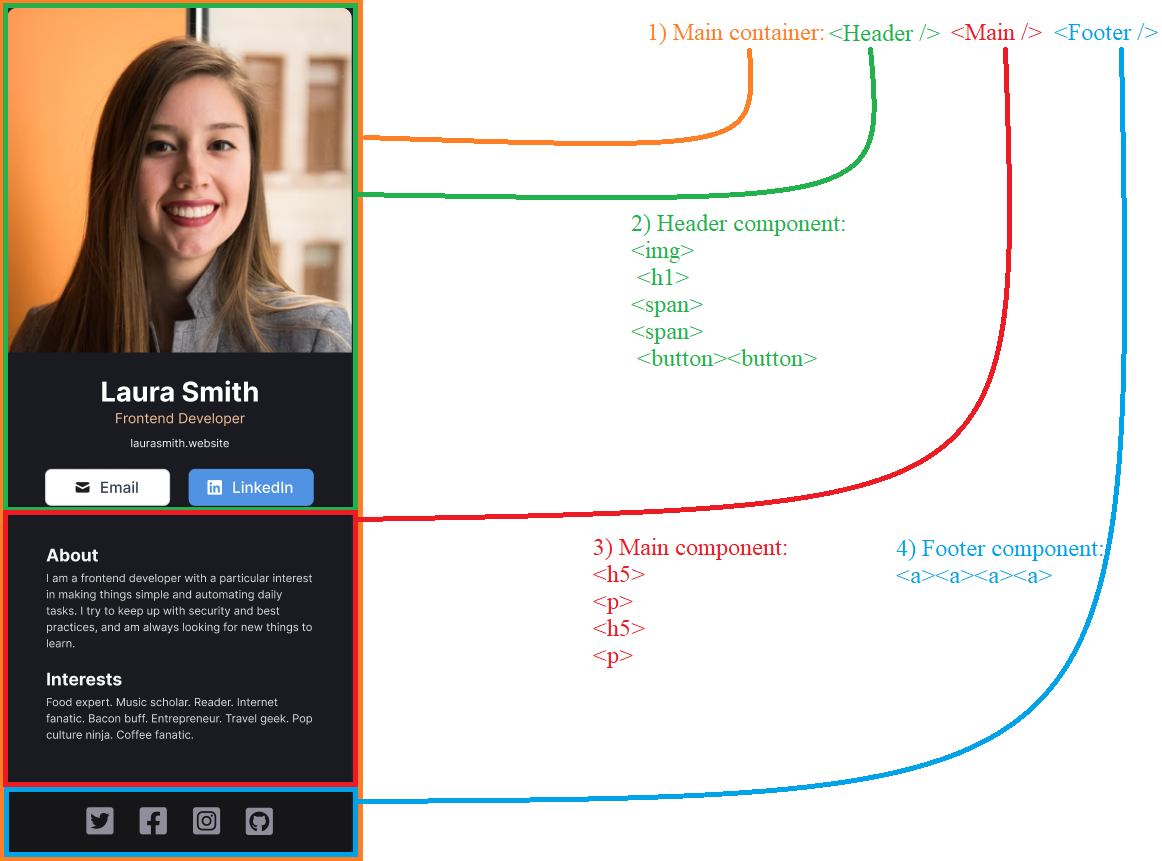 1) Main container: <Header /> <Main /> <Footer />
2) Header component:
<img>
<h1>
<span>
<span>
<button><button>
Laura Smith
Frontend Developer
laurasmith.website
Email
LinkedIn
3) Main component:
<h5>
<p>
<h5>
<p>
4) Footer component:
<a><a><a><a>
About
I am a frontend developer with a particular interest
in making things simple and automating daily
tasks. I try to keep up with security and best
practices, and am always looking for new things to
learn.
Interests
Food expert. Music scholar. Reader. Internet
fanatic. Bacon buff. Entrepreneur. Travel geek. Pop
culture ninja. Coffee fanatic.